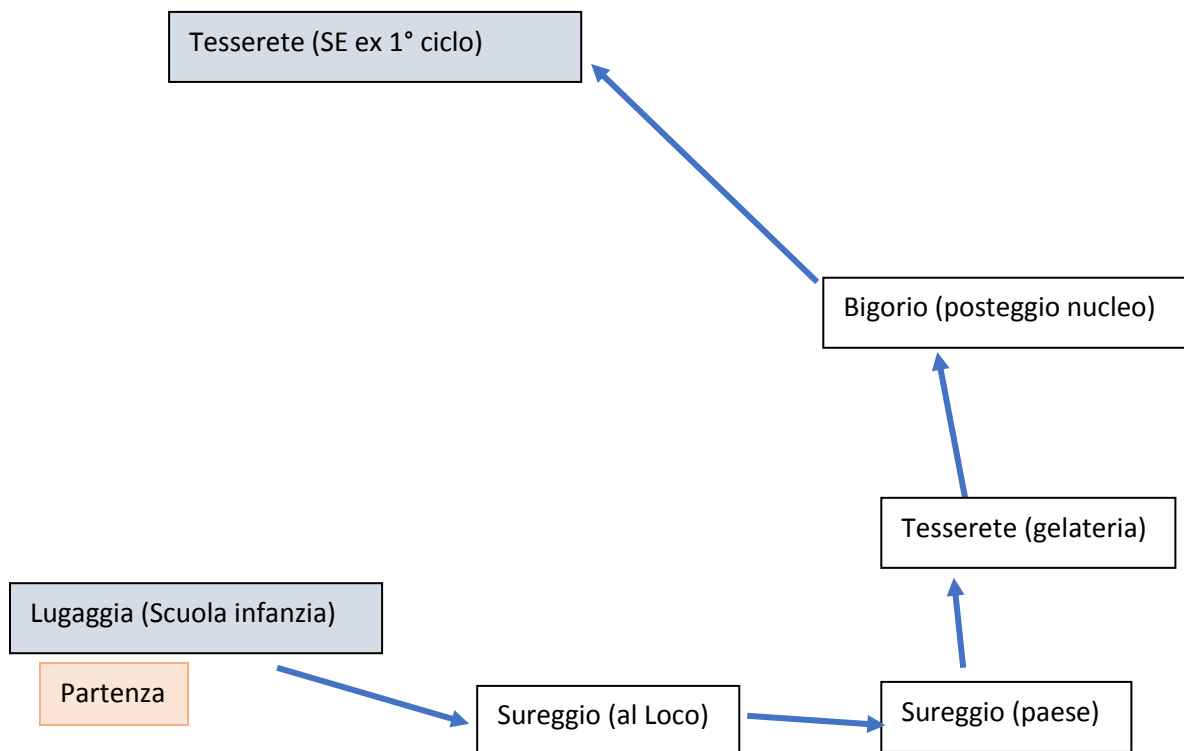 Tesserete (SE ex 1° ciclo)
Bigorio (posteggio nucleo)
Tesserete (gelateria)
Lugaggia (Scuola infanzia)
Partenza
Sureggio (al Loco)
Sureggio (paese)